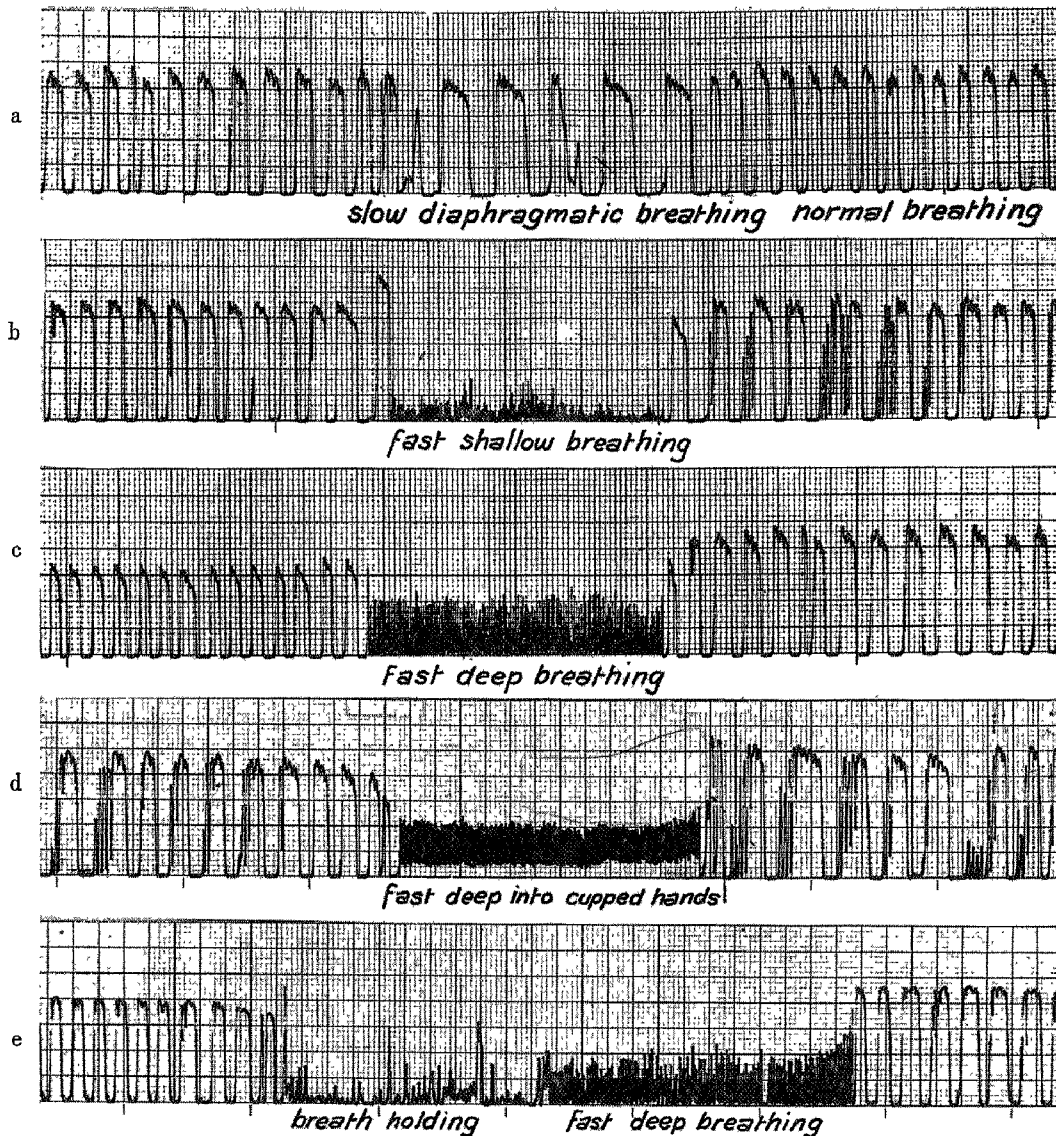 a
slow diaphragmatic breathing normal breathing
b
fast shallow breathing
c
Fast deep breathing
d
fast deep into cupped hands
e
breath holding fast deep breathing